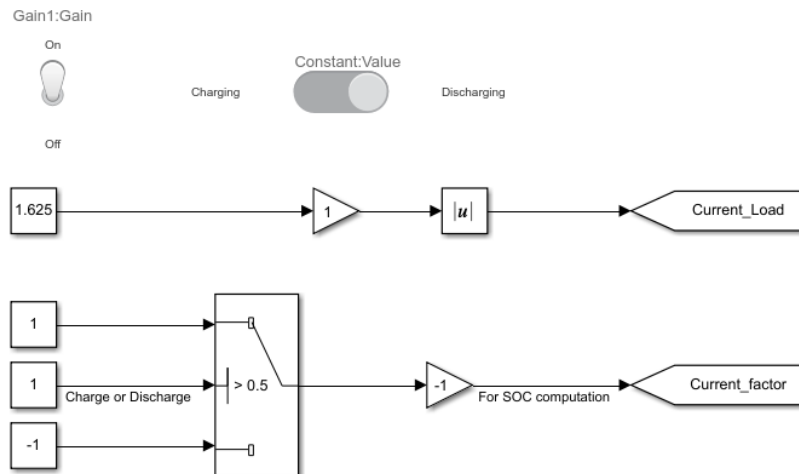 Gain1:Gain
On
Constant:Value
Charging
Discharging
Off
1.625
1
|u|
Current_Load
1
1
Charge or Discharge
> 0.5
-1
For SOC computation
Current_factor
-1